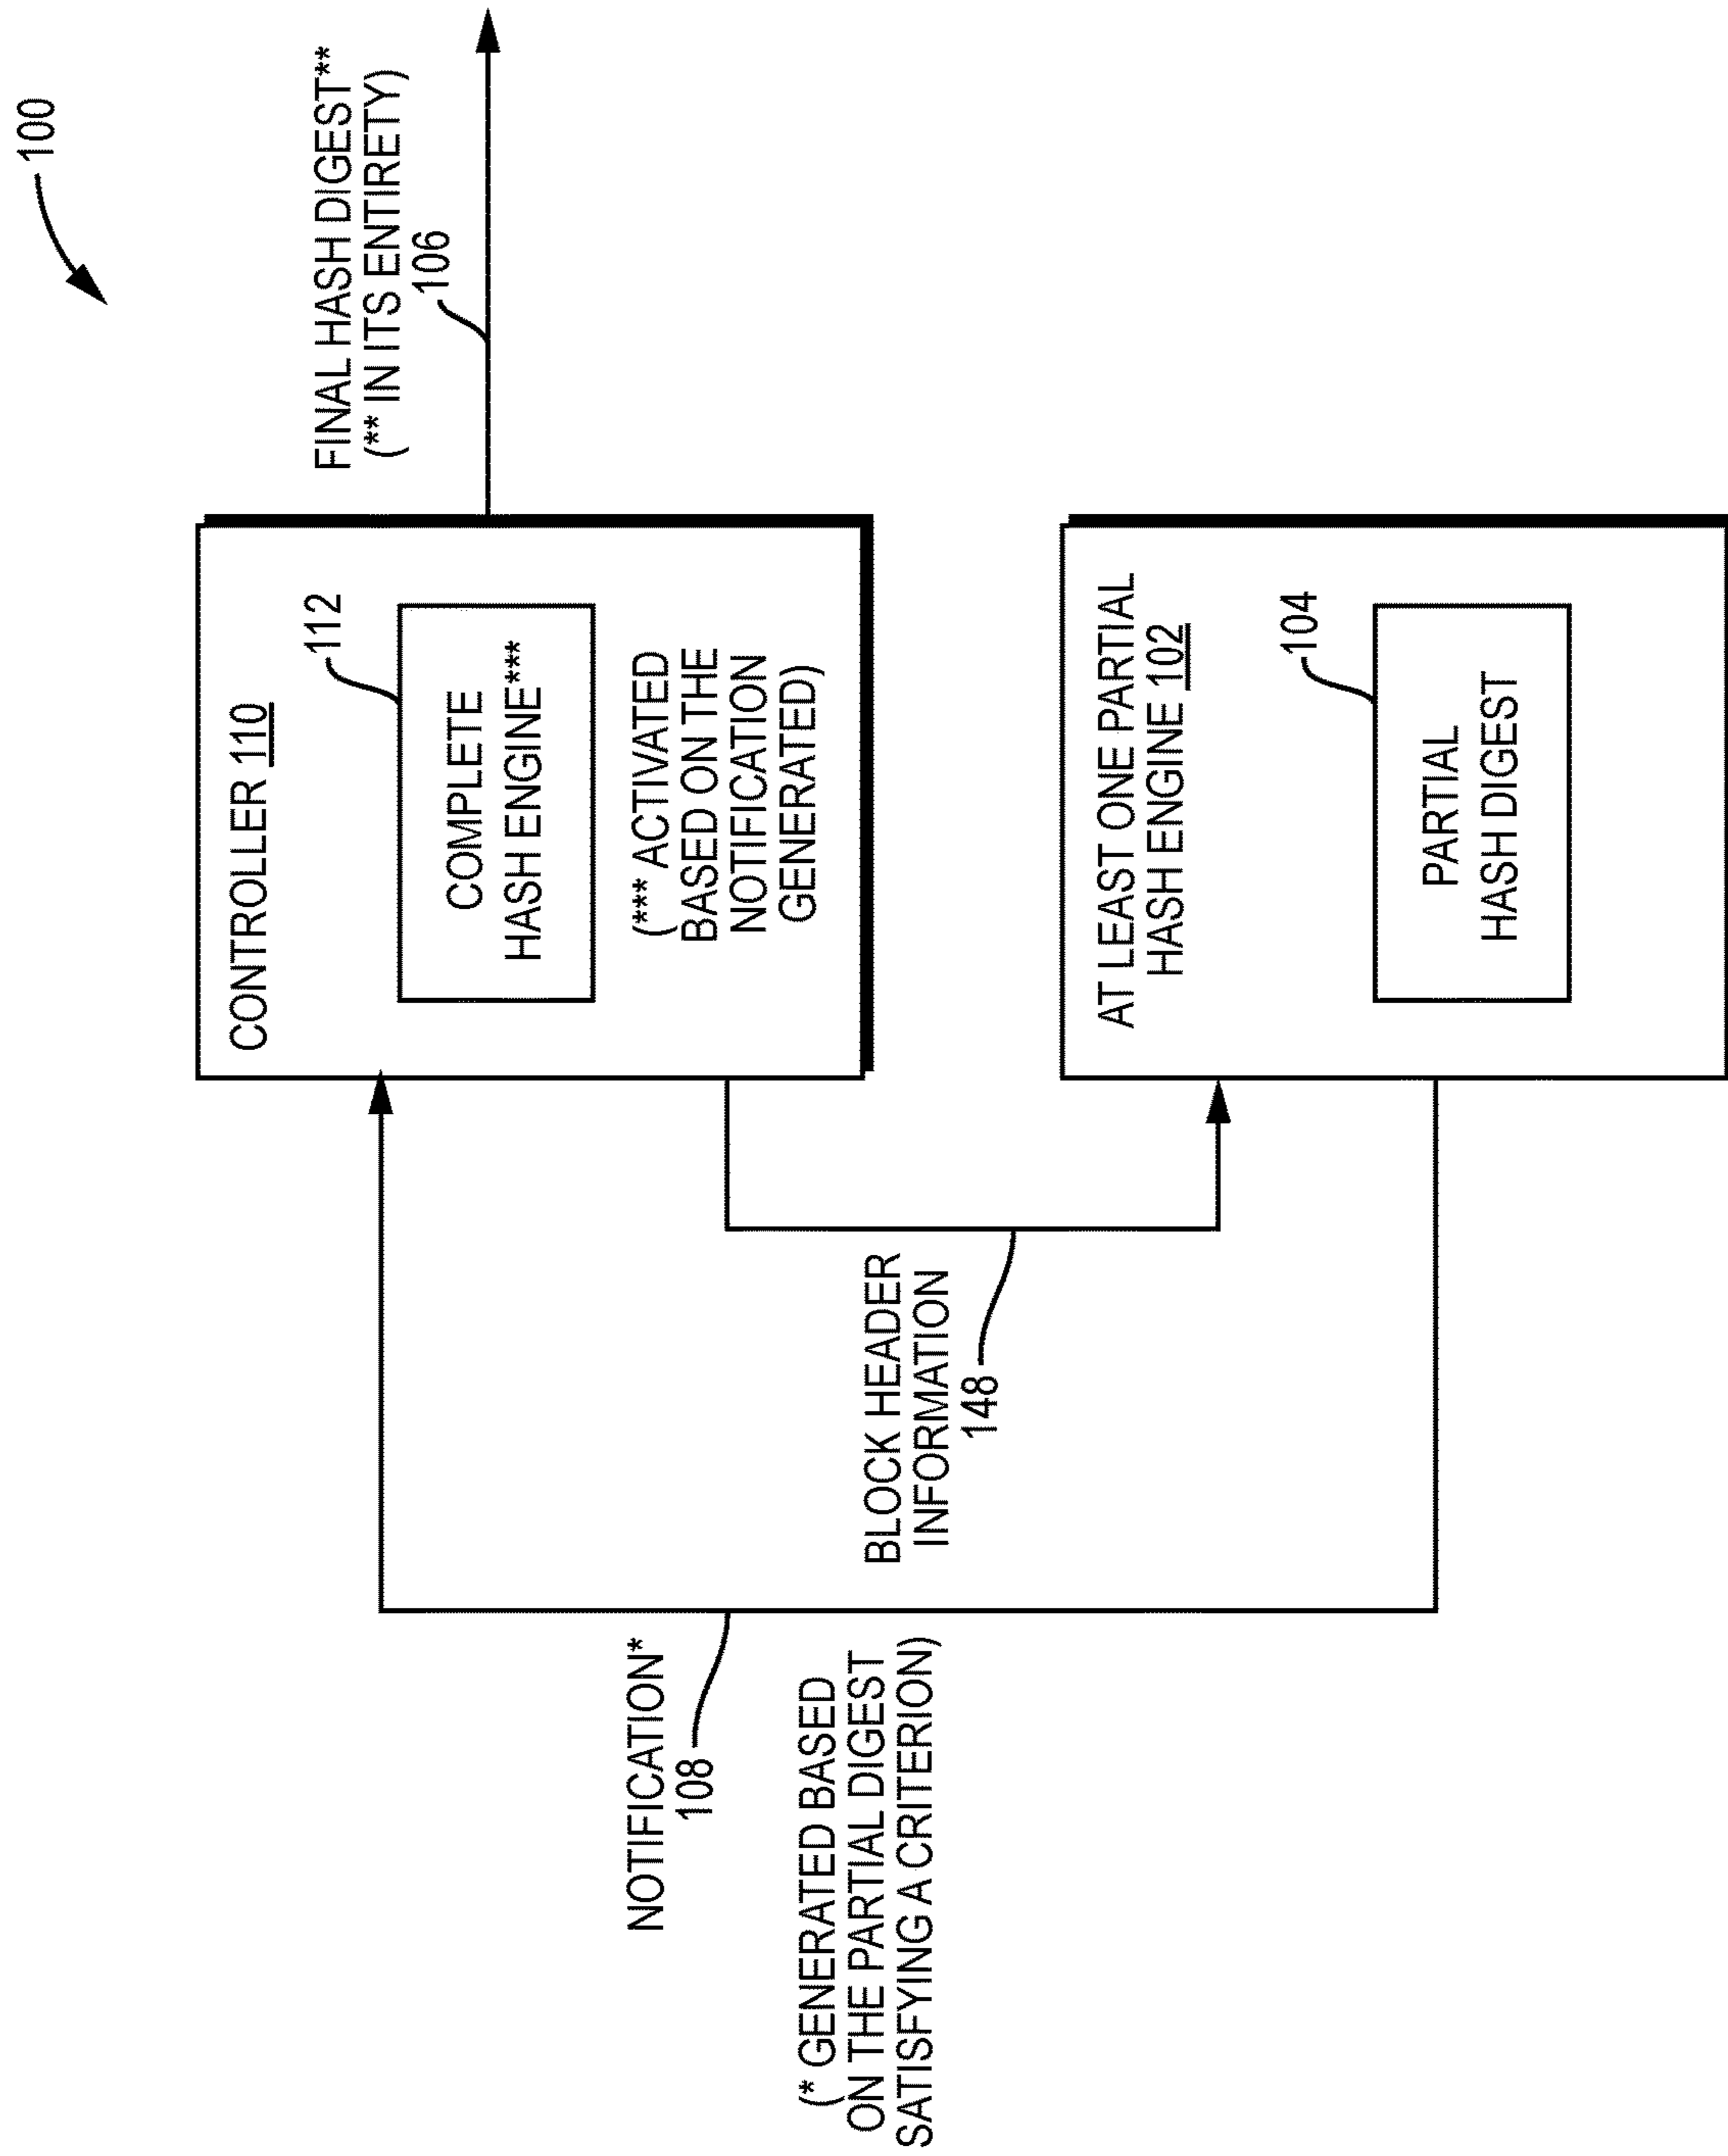 100
FINAL HASH DIGEST**
(** IN ITS ENTIRETY)
106
CONTROLLER 110
112
COMPLETE
HASH ENGINE***
(*** ACTIVATED
BASED ON THE
NOTIFICATION
GENERATED)
NOTIFICATION*
108
(* GENERATED BASED
ON THE PARTIAL DIGEST
SATISFYING A CRITERION)
BLOCK HEADER
INFORMATION
148
AT LEAST ONE PARTIAL
HASH ENGINE 102
104
PARTIAL
HASH DIGEST